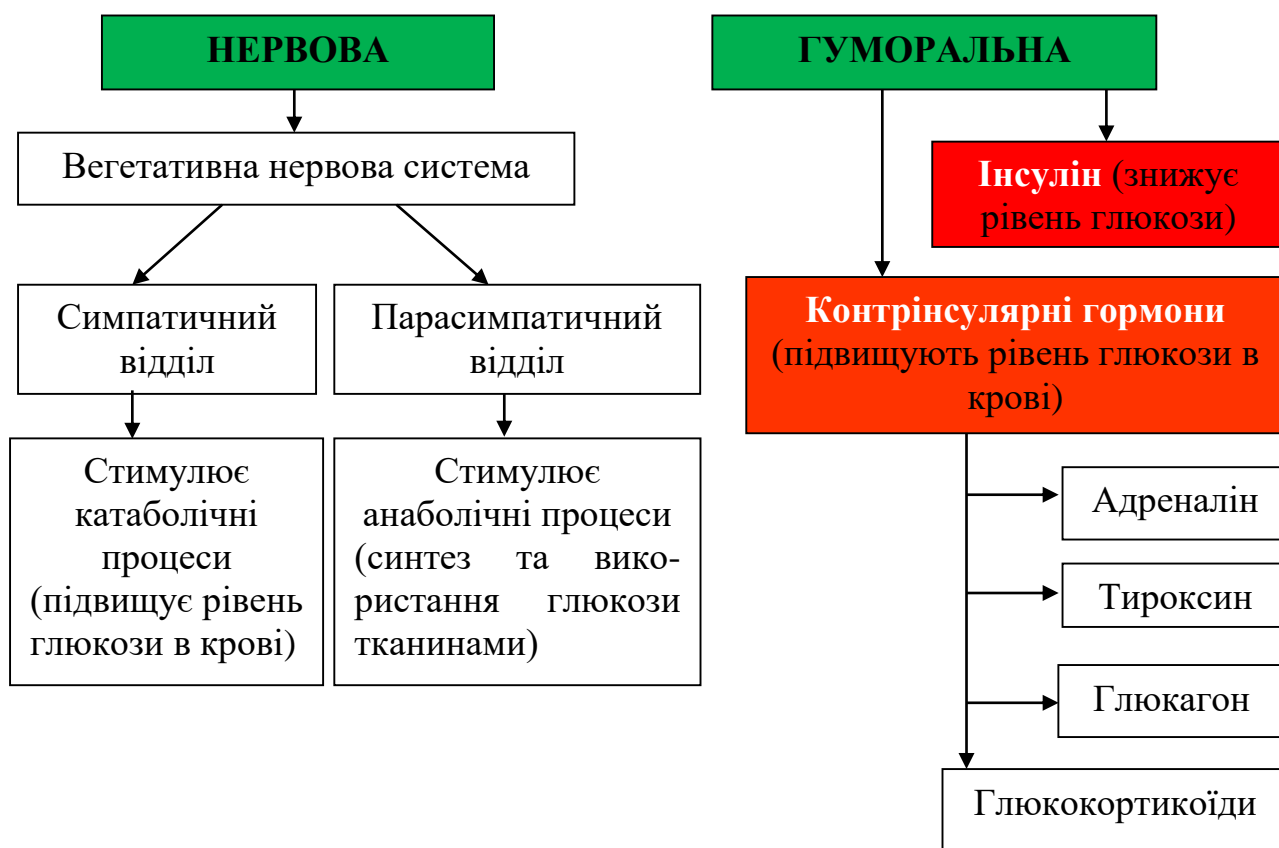 НЕРВОВА
Вегетативна нервова система
Симпатичний
відділ
Парасимпатичний
відділ
Стимулює
катаболічні
процеси
(підвищує рівень
глюкози в крові)
Стимулює
анаболічні процеси
(синтез та вико-
ристання глюкози
тканинами)
ГУМОРАЛЬНА
Інсулін (знижує
рівень глюкози)
Контрінсулярні гормони
(підвищують рівень глюкози в
крові)
Адреналін
Тироксин
Глюкагон
Глюкокортикоїди